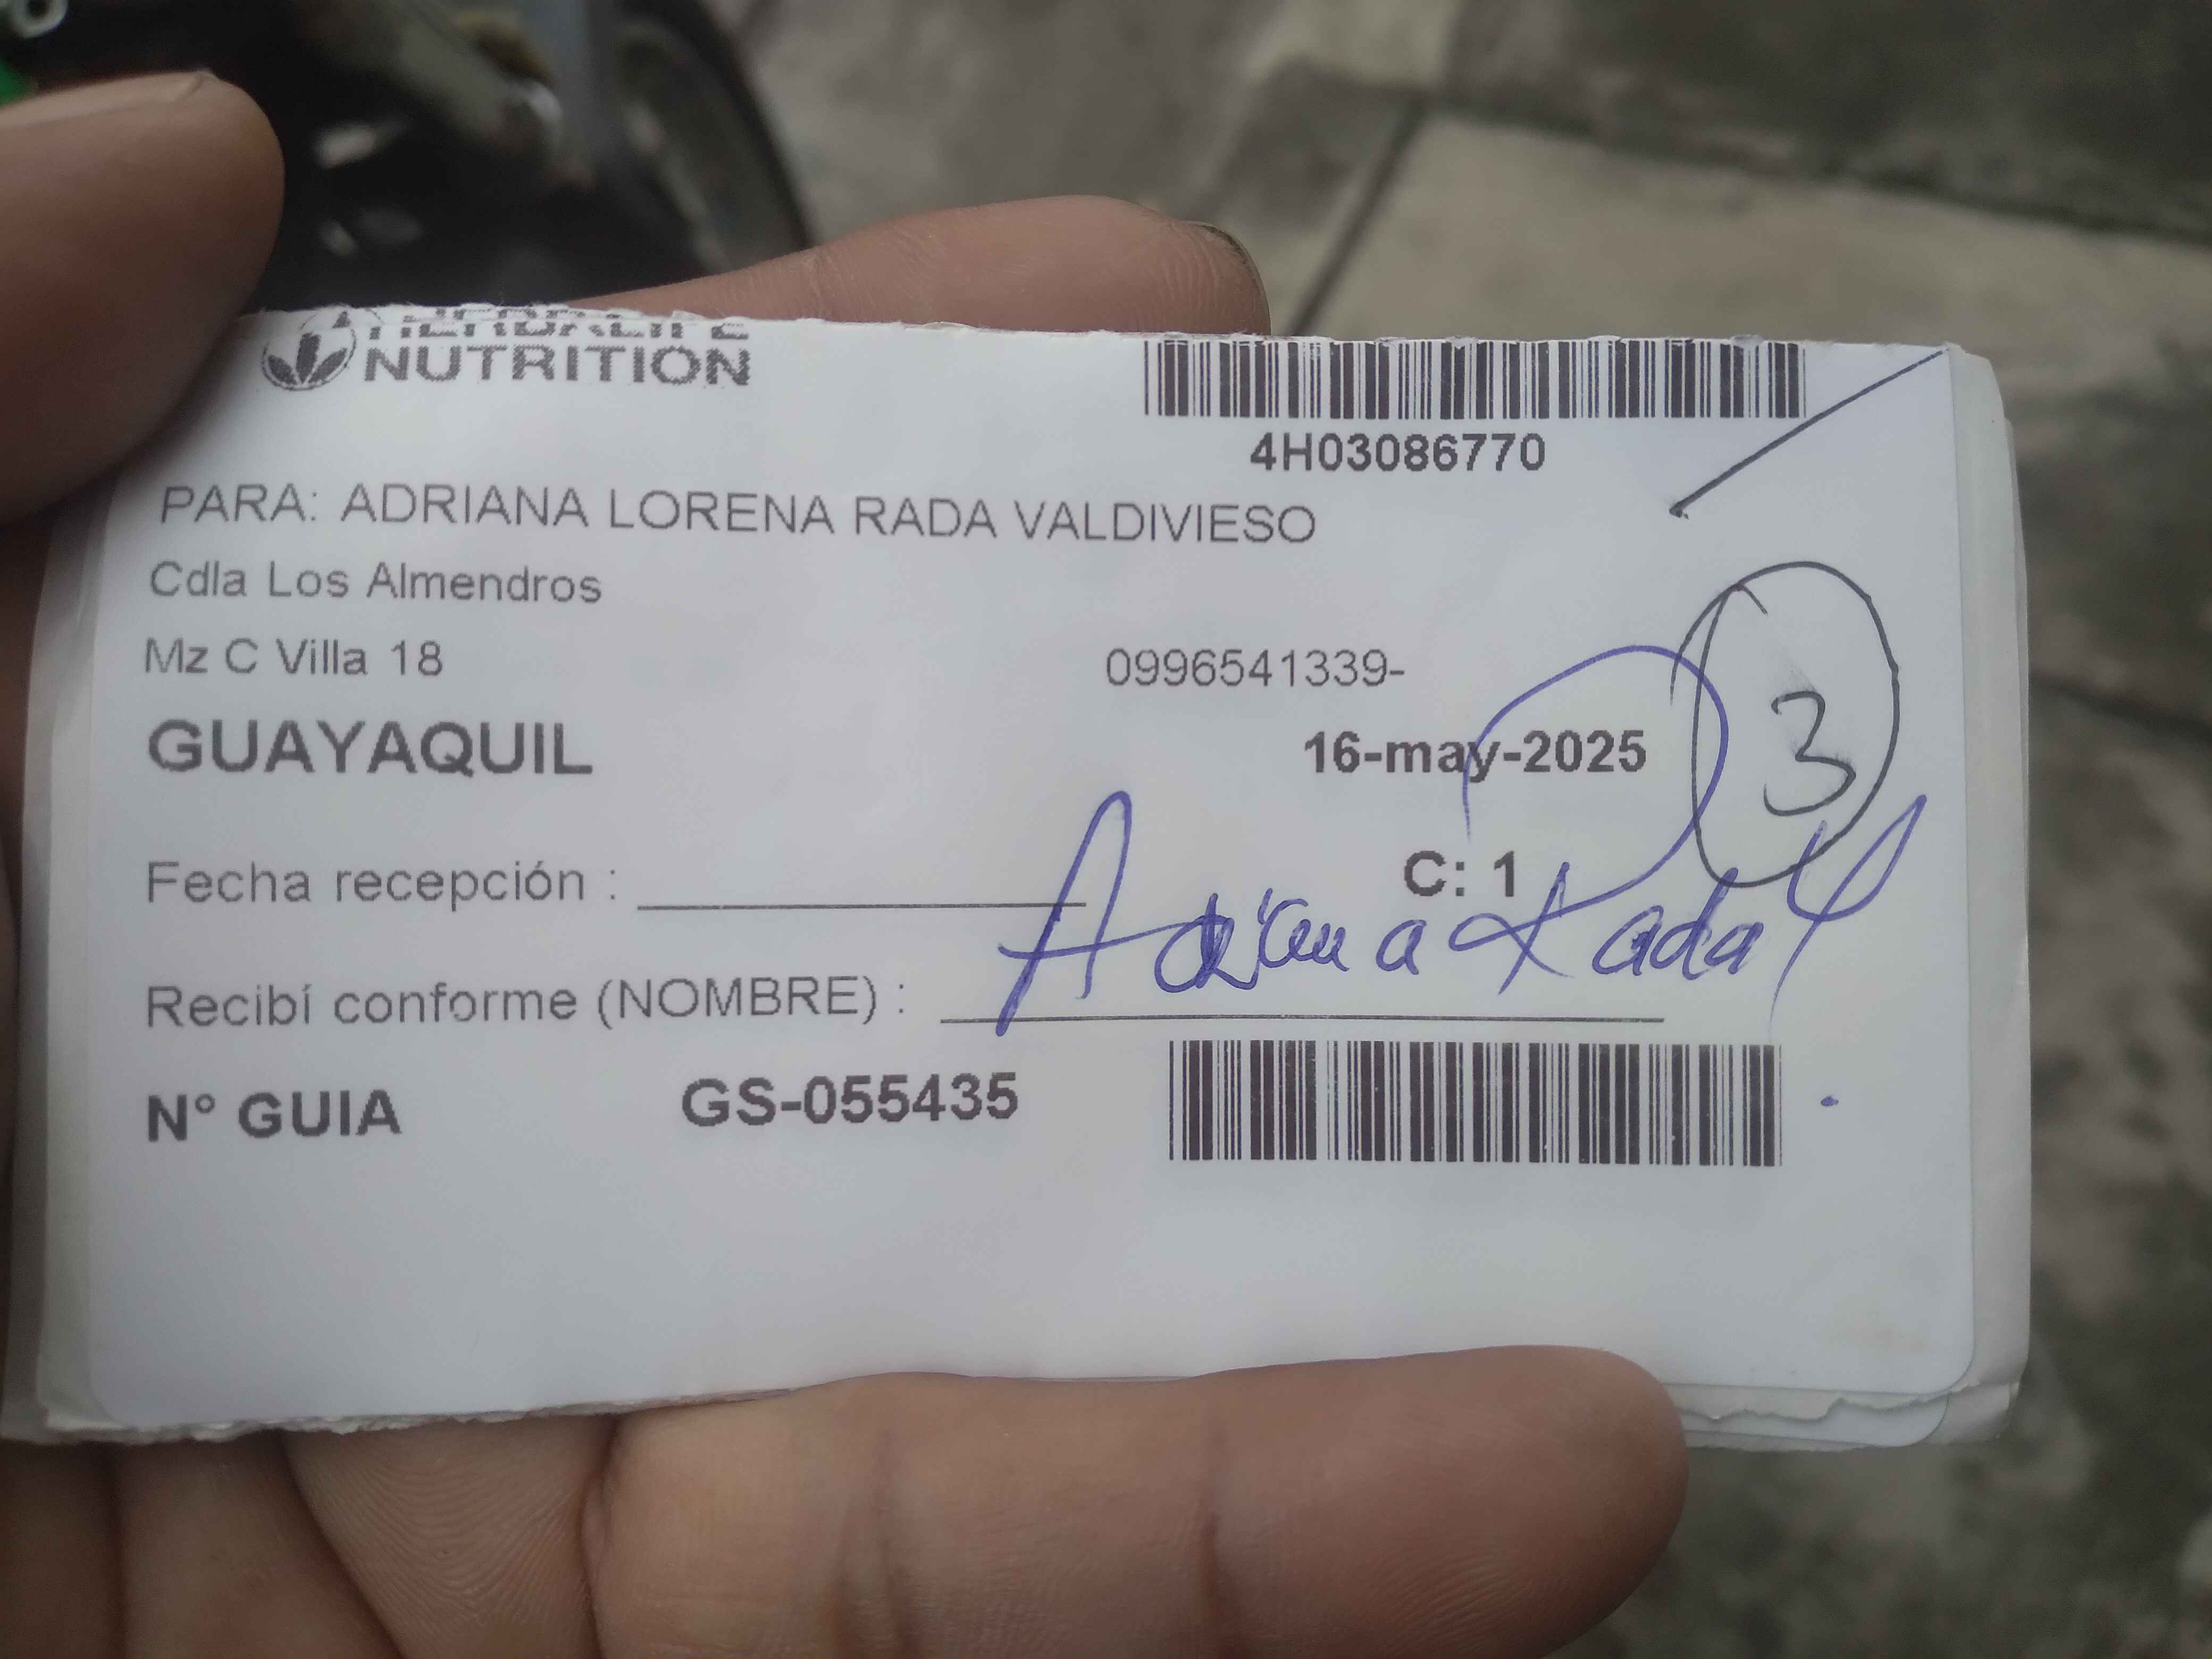 HERBALIFE
NUTRITION
4H03086770
PARA: ADRIANA LORENA RADA VALDIVIESO
Cdla Los Almendros
Mz C Villa 18
0996541339-
GUAYAQUIL
16-may-2025
3
Fecha recepción :
C: 1
Recibí conforme (NOMBRE) : Adriana Rada
N° GUIA GS-055435